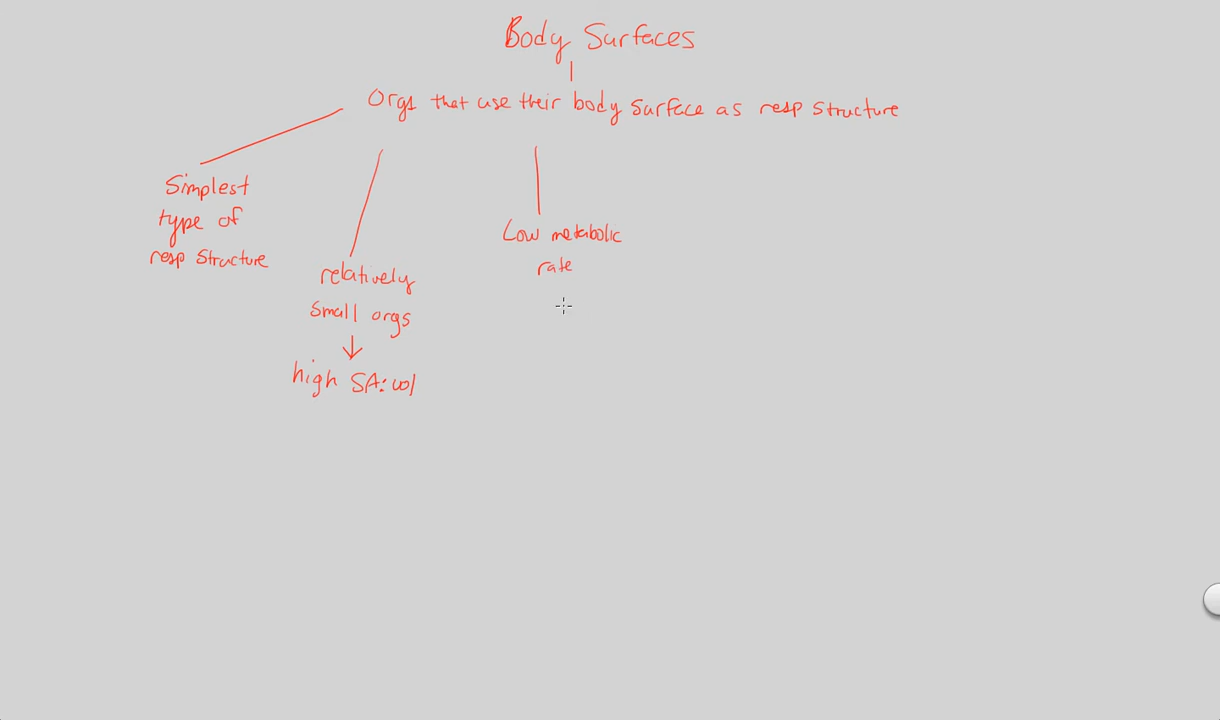 Body Surfaces
Orgs that use their body surface as resp structure
Simplest
type of
resp structure
relatively
small orgs
high SA:vol
Low metabolic
rate